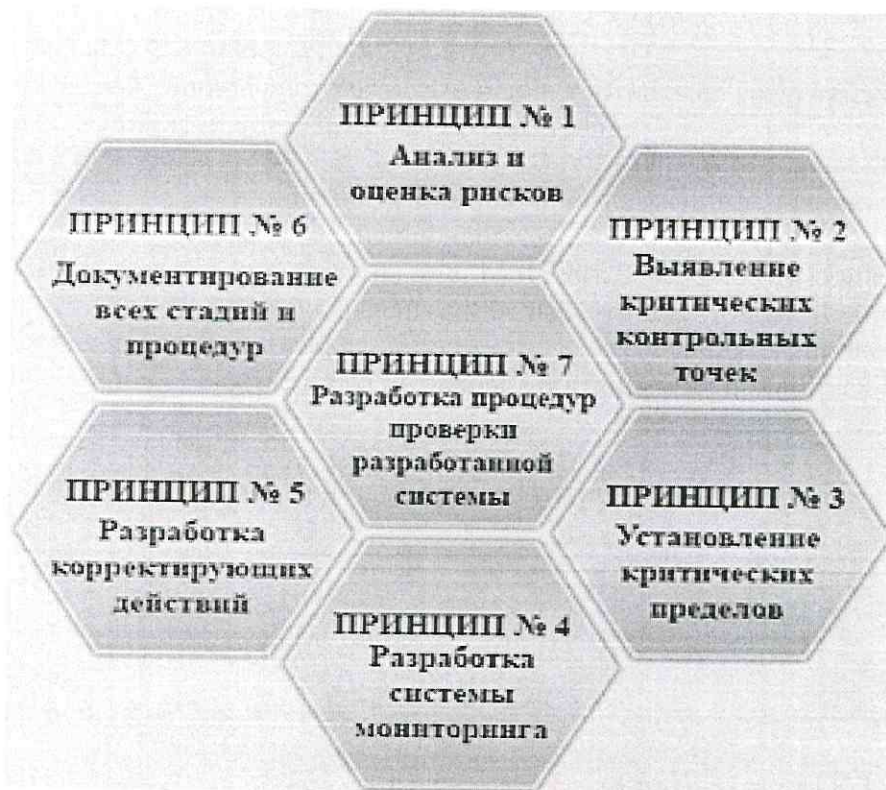 ПРИНЦИП № 1
Анализ и
оценка рисков
ПРИНЦИП № 2
Выявление
критических
контрольных
точек
ПРИНЦИП № 3
Установление
критических
пределов
ПРИНЦИП № 4
Разработка
системы
мониторинга
ПРИНЦИП № 5
Разработка
корректирующих
действий
ПРИНЦИП № 6
Документирование
всех стадий и
процедур
ПРИНЦИП № 7
Разработка процедур
проверки
разработанной
системы